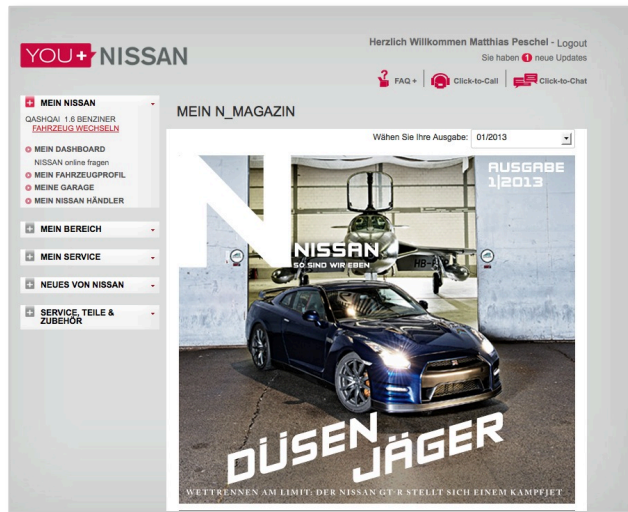 YOU+ NISSAN
Herzlich Willkommen Matthias Peschel - Logout
Sie haben 1 neue Updates
FAQ + Click-to-Call Click-to-Chat
MEIN NISSAN
QASHQAI 1.6 BENZINER
FAHRZEUG WECHSELN
MEIN DASHBOARD
NISSAN online fragen
MEIN FAHRZEUGPROFIL
MEINE GARAGE
MEIN NISSAN HÄNDLER
MEIN BEREICH
MEIN SERVICE
NEUES VON NISSAN
SERVICE, TEILE &
ZUBEHÖR
MEIN N_MAGAZIN
Wähen Sie Ihre Ausgabe: 01/2013
AUSGABE
1|2013
N
NISSAN
SO SIND WIR EBEN
HB-R
DÜSEN
JÄGER
WETTRENNEN AM LIMIT: DER NISSAN GT-R STELLT SICH EINEM KAMPFJET